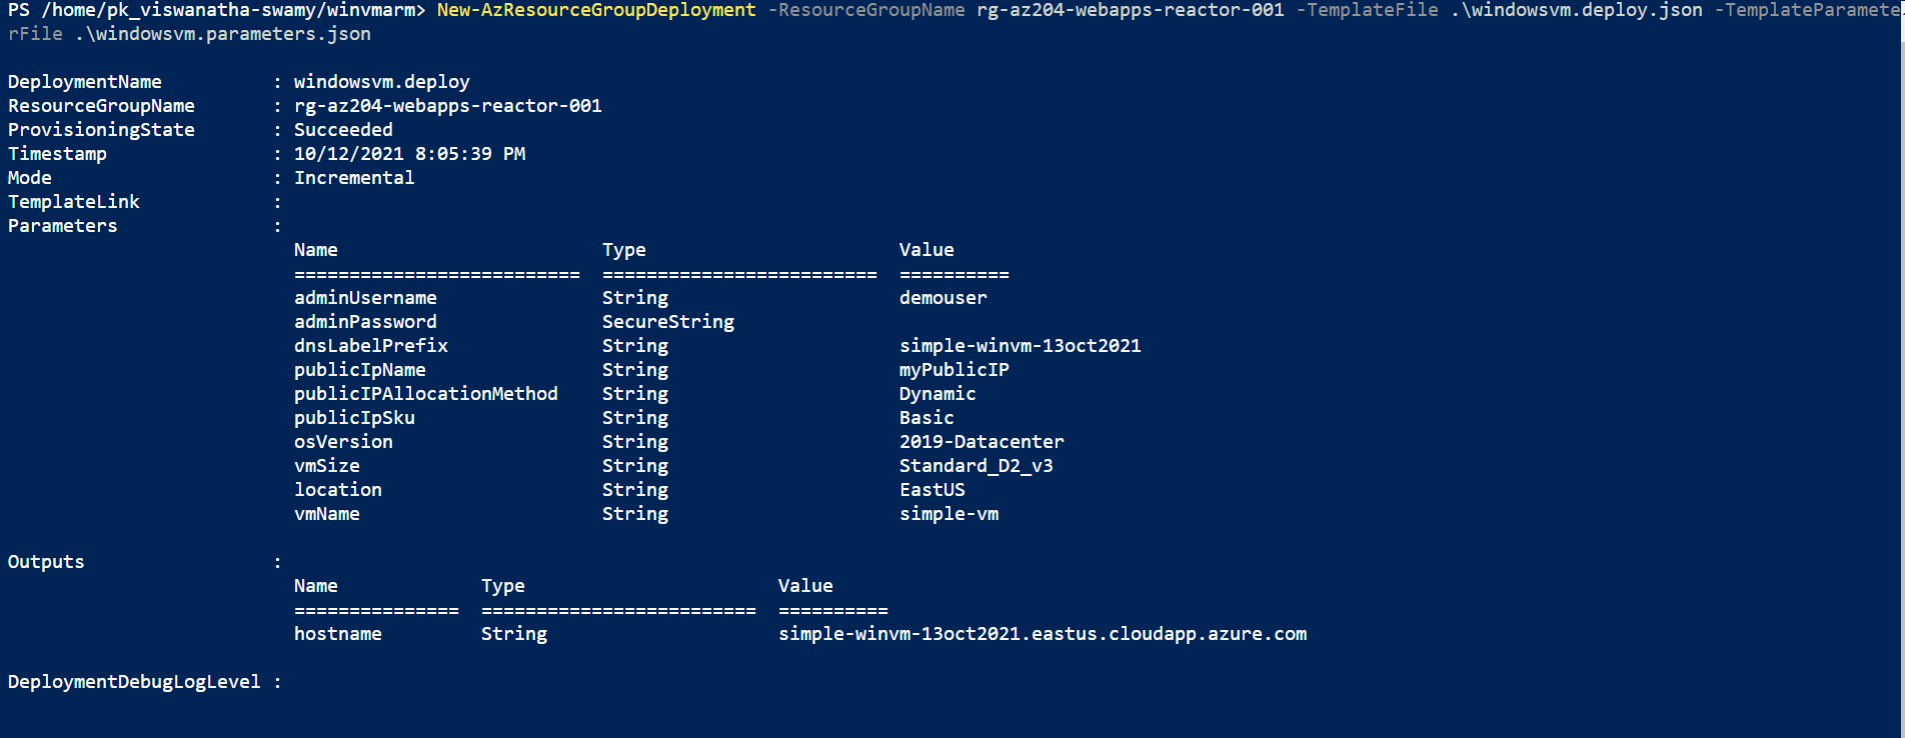 PS /home/pk_viswanatha-swamy/winvmarm> New-AzResourceGroupDeployment -ResourceGroupName rg-az204-webapps-reactor-001 -TemplateFile .\windowsvm.deploy.json -TemplateParamete
rFile .\windowsvm.parameters.json
DeploymentName : windowsvm.deploy
ResourceGroupName : rg-az204-webapps-reactor-001
ProvisioningState : Succeeded
Timestamp : 10/12/2021 8:05:39 PM
Mode : Incremental
TemplateLink :
Parameters :
Name Type Value
========================== ========================= ==========
adminUsername String demouser
adminPassword SecureString
dnsLabelPrefix String simple-winvm-13oct2021
publicIpName String myPublicIP
publicIPAllocationMethod String Dynamic
publicIpSku String Basic
osVersion String 2019-Datacenter
vmSize String Standard_D2_v3
location String EastUS
vmName String simple-vm
Outputs :
Name Type Value
=============== ========================= ==========
hostname String simple-winvm-13oct2021.eastus.cloudapp.azure.com
DeploymentDebugLogLevel :